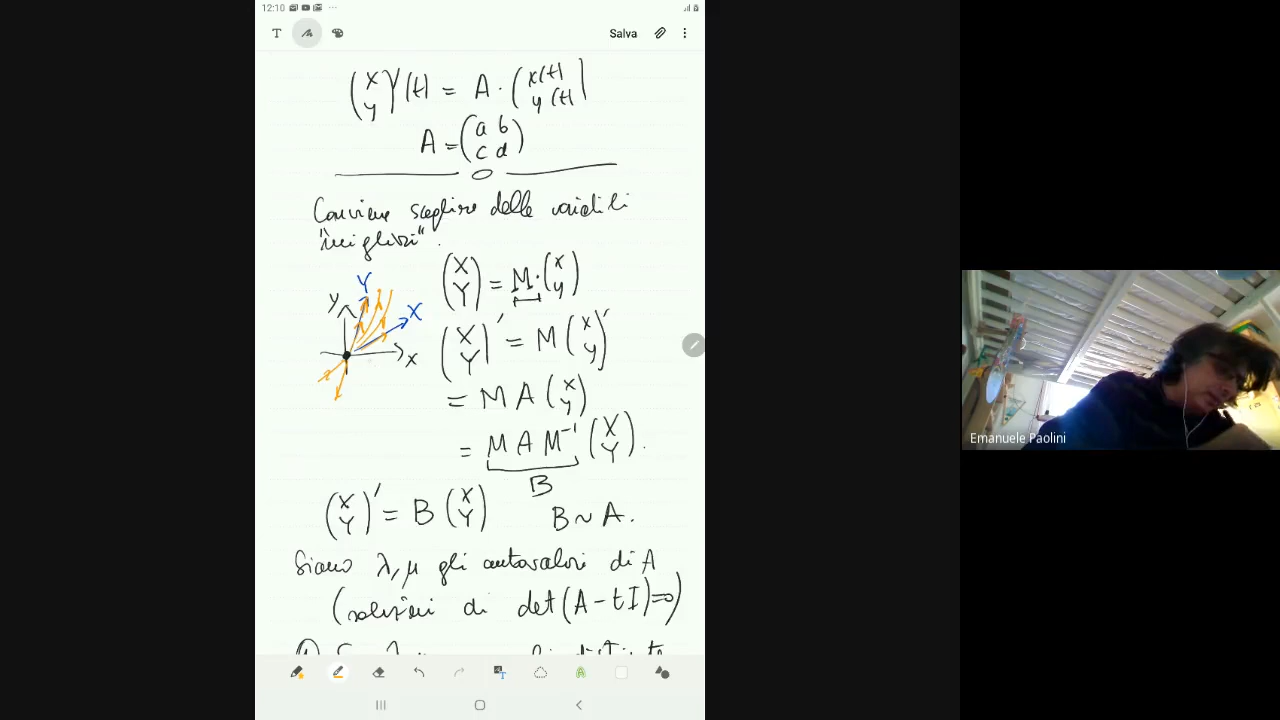 12:10
T
Salva
(x y)'(t) = A · (x(t) y(t))
A = (a b c d)
Conviene scegliere delle variabili
"migliori".
(X Y) = M · (x y)
y Y X x
(X Y)' = M (x y)'
= M A (x y)
= M A M⁻¹ (X Y).
B
(X Y)' = B (X Y) B ~ A.
Siano λ, μ gli autovalori di A
(soluzioni di det(A - tI)=0)
Emanuele Paolini